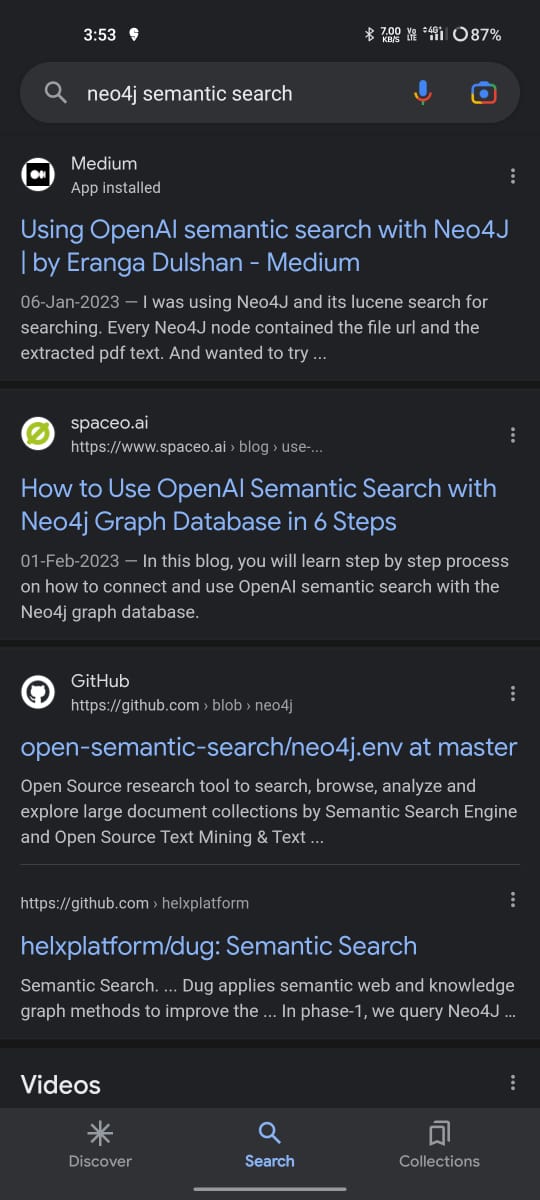 3:53
7.00 KB/S Vo LTE 4G+ 87%
neo4j semantic search
Medium
App installed
Using OpenAI semantic search with Neo4J
| by Eranga Dulshan - Medium
06-Jan-2023 — I was using Neo4J and its lucene search for
searching. Every Neo4J node contained the file url and the
extracted pdf text. And wanted to try ...
spaceo.ai
https://www.spaceo.ai › blog › use-...
How to Use OpenAI Semantic Search with
Neo4j Graph Database in 6 Steps
01-Feb-2023 — In this blog, you will learn step by step process
on how to connect and use OpenAI semantic search with the
Neo4j graph database.
GitHub
https://github.com › blob › neo4j
open-semantic-search/neo4j.env at master
Open Source research tool to search, browse, analyze and
explore large document collections by Semantic Search Engine
and Open Source Text Mining & Text ...
https://github.com › helxplatform
helxplatform/dug: Semantic Search
Semantic Search. ... Dug applies semantic web and knowledge
graph methods to improve the ... In phase-1, we query Neo4J ...
Videos
Discover
Search
Collections